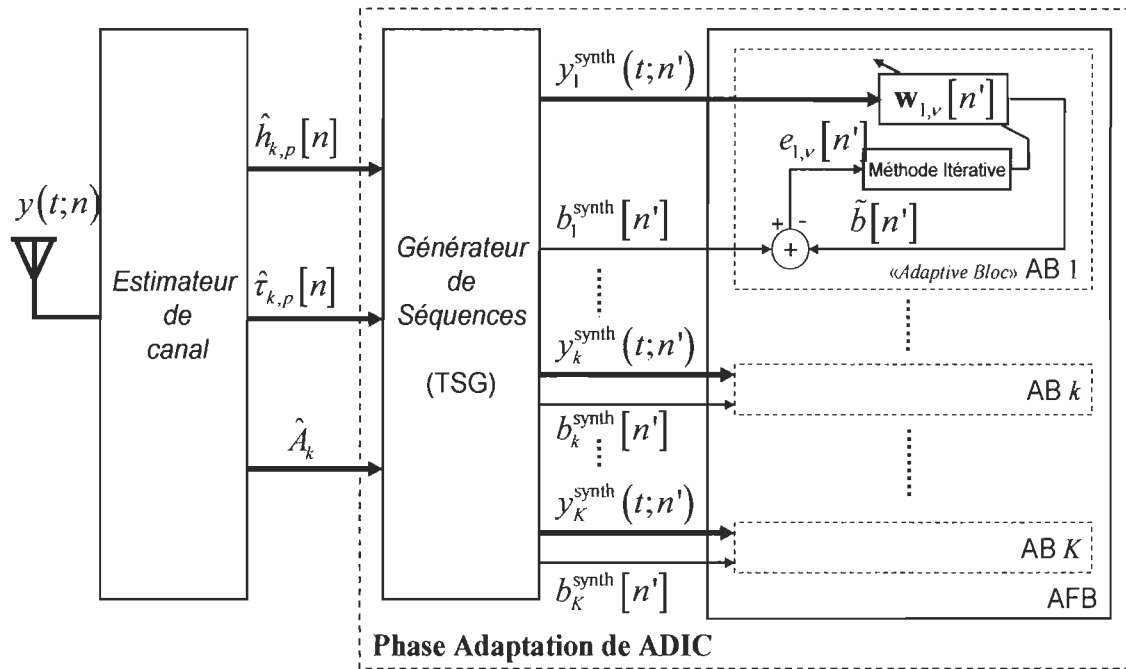 y(t;n)
Estimateur
de
canal
ĥ_{k,p}[n]
τ̂_{k,p}[n]
Â_k
Générateur
de
Séquences
(TSG)
y_1^{synth}(t;n')
b_1^{synth}[n']
y_k^{synth}(t;n')
b_k^{synth}[n']
y_K^{synth}(t;n')
b_K^{synth}[n']
w_{1,v}[n']
e_{1,v}[n']
Méthode Itérative
+ -
+
b̃[n']
«Adaptive Bloc» AB 1
AB k
AB K
AFB
Phase Adaptation de ADIC